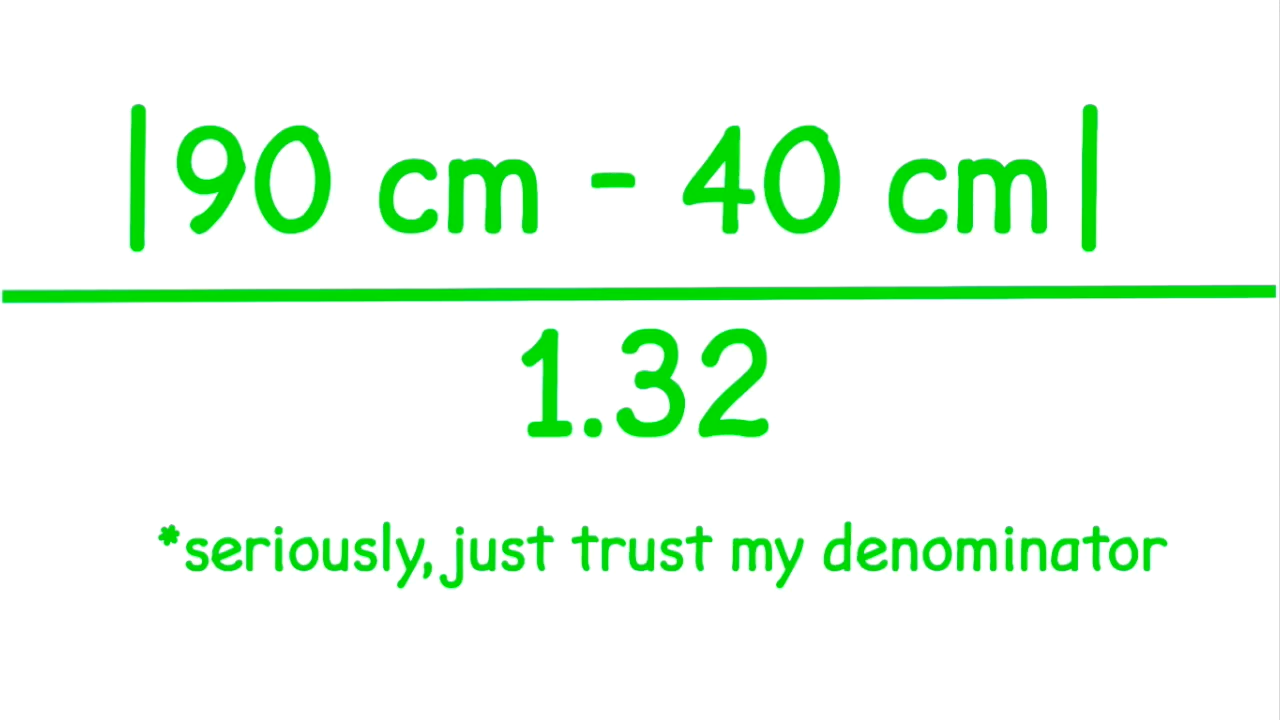 |90 cm - 40 cm|
1.32
*seriously, just trust my denominator